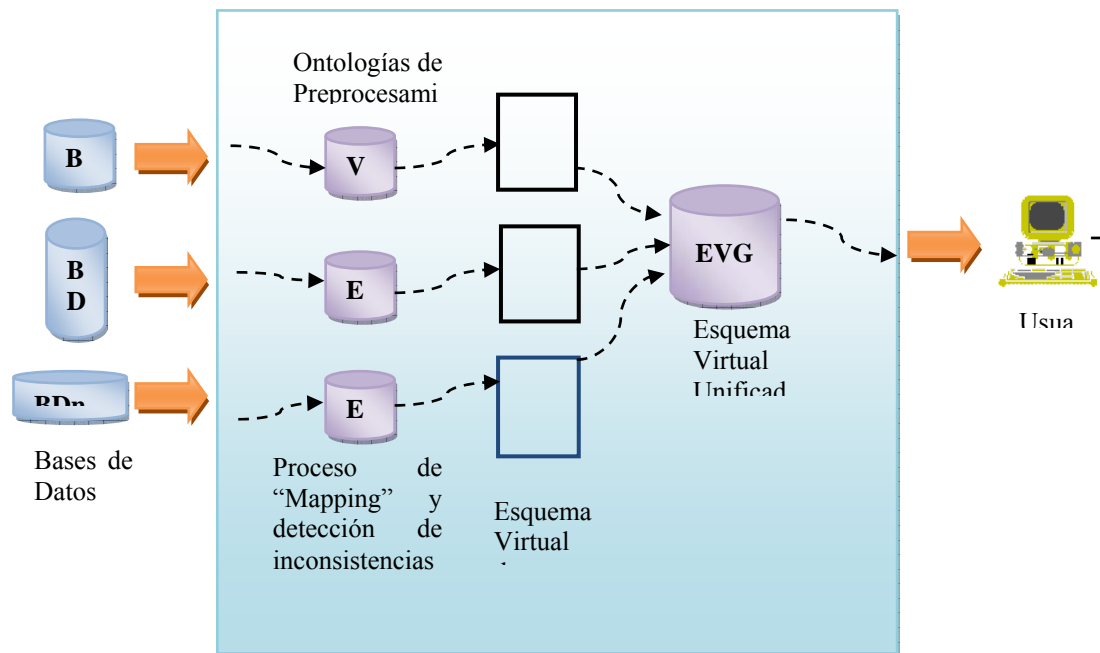 Ontologías de
Preprocesami
B
V
B
D
E
EVG
BDn
E
Bases de
Datos
Proceso de
“Mapping” y
detección de
inconsistencias
Esquema
Virtual
Esquema
Virtual
Unificad
Usua